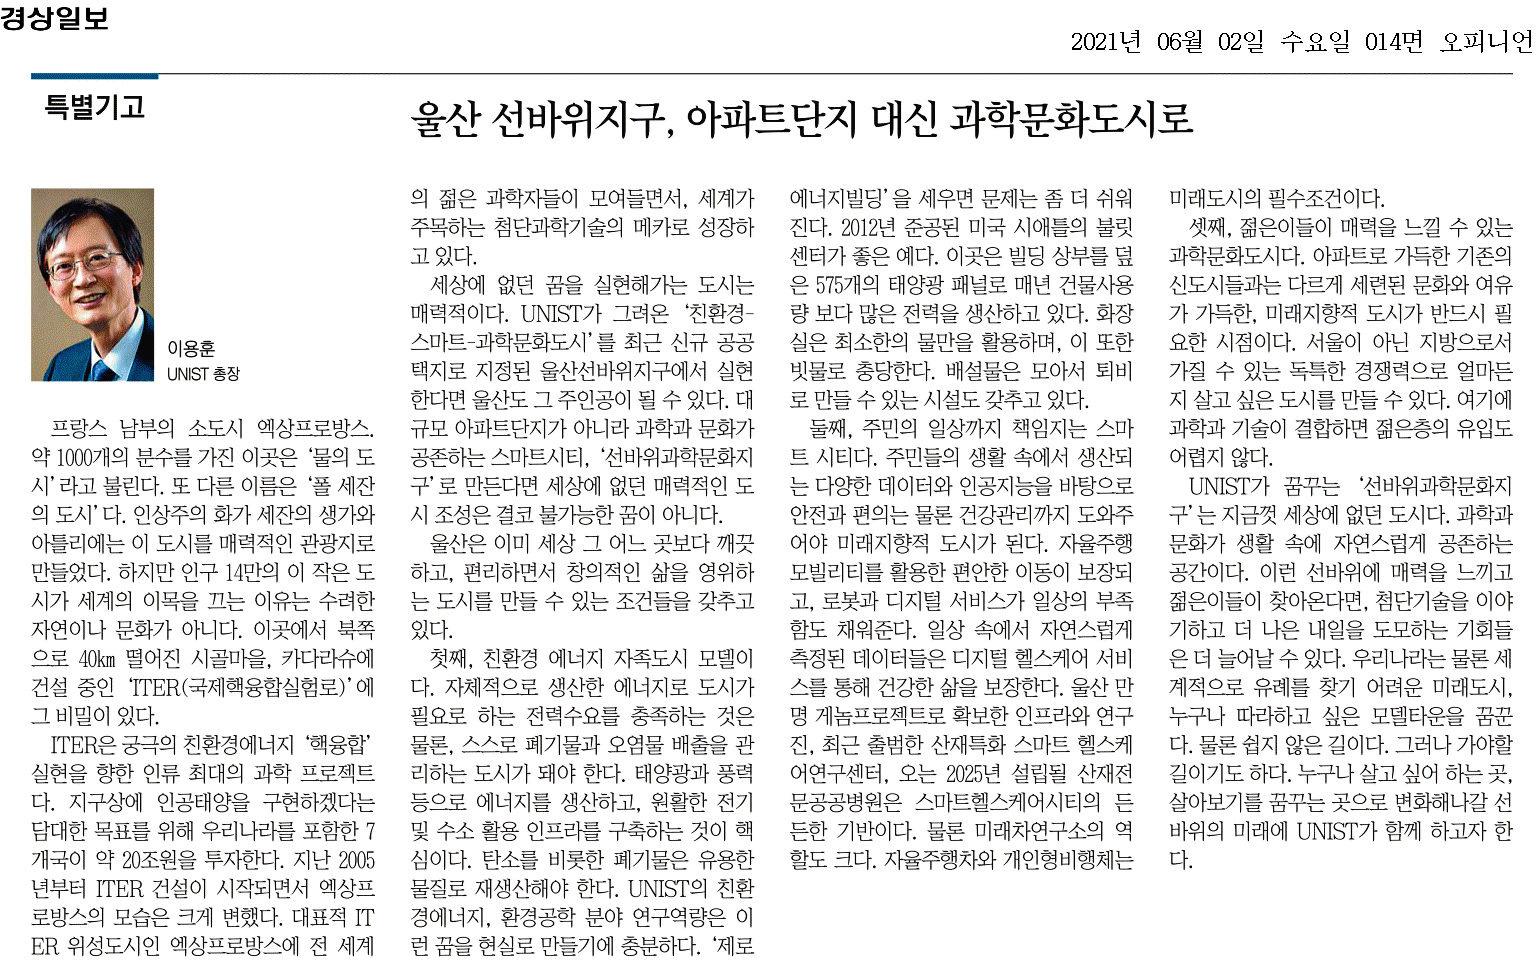 경상일보
2021년 06월 02일 수요일 014면 오피니언
특별기고
울산 선바위지구, 아파트단지 대신 과학문화도시로
이용훈
UNIST 총장
프랑스 남부의 소도시 엑상프로방스.
약 1000개의 분수를 가진 이곳은 ‘물의 도
시’라고 불린다. 또 다른 이름은 ‘폴 세잔
의 도시’다. 인상주의 화가 세잔의 생가와
아틀리에는 이 도시를 매력적인 관광지로
만들었다. 하지만 인구 14만의 이 작은 도
시가 세계의 이목을 끄는 이유는 수려한
자연이나 문화가 아니다. 이곳에서 북쪽
으로 40km 떨어진 시골마을, 카다라슈에
건설 중인 ‘ITER(국제핵융합실험로)’에
그 비밀이 있다.
ITER은 궁극의 친환경에너지 ‘핵융합’
실현을 향한 인류 최대의 과학 프로젝트
다. 지구상에 인공태양을 구현하겠다는
담대한 목표를 위해 우리나라를 포함한 7
개국이 약 20조원을 투자한다. 지난 2005
년부터 ITER 건설이 시작되면서 엑상프
로방스의 모습은 크게 변했다. 대표적 IT
ER 위성도시인 엑상프로방스에 전 세계
의 젊은 과학자들이 모여들면서, 세계가
주목하는 첨단과학기술의 메카로 성장하
고 있다.
세상에 없던 꿈을 실현해가는 도시는
매력적이다. UNIST가 그려온 ‘친환경-
스마트-과학문화도시’를 최근 신규 공공
택지로 지정된 울산선바위지구에서 실현
한다면 울산도 그 주인공이 될 수 있다. 대
규모 아파트단지가 아니라 과학과 문화가
공존하는 스마트시티, ‘선바위과학문화지
구’로 만든다면 세상에 없던 매력적인 도
시 조성은 결코 불가능한 꿈이 아니다.
울산은 이미 세상 그 어느 곳보다 깨끗
하고, 편리하면서 창의적인 삶을 영위하
는 도시를 만들 수 있는 조건들을 갖추고
있다.
첫째, 친환경 에너지 자족도시 모델이
다. 자체적으로 생산한 에너지로 도시가
필요로 하는 전력수요를 충족하는 것은
물론, 스스로 폐기물과 오염물 배출을 관
리하는 도시가 돼야 한다. 태양광과 풍력
등으로 에너지를 생산하고, 원활한 전기
및 수소 활용 인프라를 구축하는 것이 핵
심이다. 탄소를 비롯한 폐기물은 유용한
물질로 재생산해야 한다. UNIST의 친환
경에너지, 환경공학 분야 연구역량은 이
런 꿈을 현실로 만들기에 충분하다. ‘제로
에너지빌딩’을 세우면 문제는 좀 더 쉬워
진다. 2012년 준공된 미국 시애틀의 불릿
센터가 좋은 예다. 이곳은 빌딩 상부를 덮
은 575개의 태양광 패널로 매년 건물사용
량 보다 많은 전력을 생산하고 있다. 화장
실은 최소한의 물만을 활용하며, 이 또한
빗물로 충당한다. 배설물은 모아서 퇴비
로 만들 수 있는 시설도 갖추고 있다.
둘째, 주민의 일상까지 책임지는 스마
트 시티다. 주민들의 생활 속에서 생산되
는 다양한 데이터와 인공지능을 바탕으로
안전과 편의는 물론 건강관리까지 도와주
어야 미래지향적 도시가 된다. 자율주행
모빌리티를 활용한 편안한 이동이 보장되
고, 로봇과 디지털 서비스가 일상의 부족
함도 채워준다. 일상 속에서 자연스럽게
측정된 데이터들은 디지털 헬스케어 서비
스를 통해 건강한 삶을 보장한다. 울산 만
명 게놈프로젝트로 확보한 인프라와 연구
진, 최근 출범한 산재특화 스마트 헬스케
어연구센터, 오는 2025년 설립될 산재전
문공공병원은 스마트헬스케어시티의 든
든한 기반이다. 물론 미래차연구소의 역
할도 크다. 자율주행차와 개인형비행체는
미래도시의 필수조건이다.
셋째, 젊은이들이 매력을 느낄 수 있는
과학문화도시다. 아파트로 가득한 기존의
신도시들과는 다르게 세련된 문화와 여유
가 가득한, 미래지향적 도시가 반드시 필
요한 시점이다. 서울이 아닌 지방으로서
가질 수 있는 독특한 경쟁력으로 얼마든
지 살고 싶은 도시를 만들 수 있다. 여기에
과학과 기술이 결합하면 젊은층의 유입도
어렵지 않다.
UNIST가 꿈꾸는 ‘선바위과학문화지
구’는 지금껏 세상에 없던 도시다. 과학과
문화가 생활 속에 자연스럽게 공존하는
공간이다. 이런 선바위에 매력을 느끼고
젊은이들이 찾아온다면, 첨단기술을 이야
기하고 더 나은 내일을 도모하는 기회들
은 더 늘어날 수 있다. 우리나라는 물론 세
계적으로 유례를 찾기 어려운 미래도시,
누구나 따라하고 싶은 모델타운을 꿈꾼
다. 물론 쉽지 않은 길이다. 그러나 가야할
길이기도 하다. 누구나 살고 싶어 하는 곳,
살아보기를 꿈꾸는 곳으로 변화해나갈 선
바위의 미래에 UNIST가 함께 하고자 한
다.